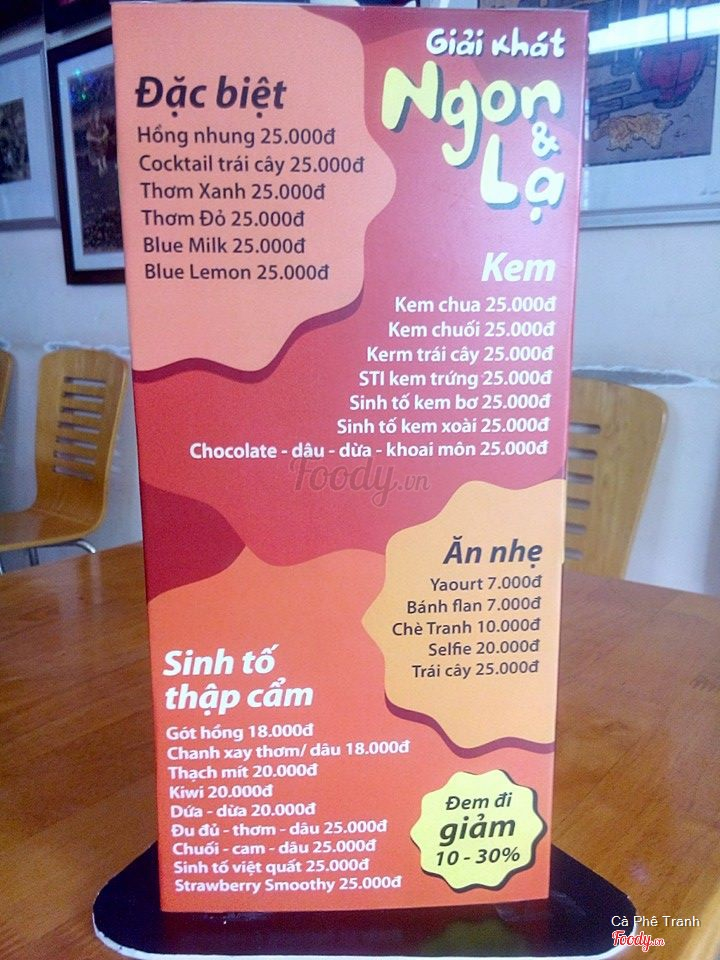 Giải khát
Ngon
&
Lạ
Đặc biệt
Hồng nhung 25.000đ
Cocktail trái cây 25.000đ
Thơm Xanh 25.000đ
Thơm Đỏ 25.000đ
Blue Milk 25.000đ
Blue Lemon 25.000đ
Kem
Kem chua 25.000đ
Kem chuối 25.000đ
Kerm trái cây 25.000đ
STI kem trứng 25.000đ
Sinh tố kem bơ 25.000đ
Sinh tố kem xoài 25.000đ
Chocolate - dâu - dừa - khoai môn 25.000đ
Foody.vn
Ăn nhẹ
Yaourt 7.000đ
Bánh flan 7.000đ
Chè Tranh 10.000đ
Selfie 20.000đ
Trái cây 25.000đ
Sinh tố
thập cẩm
Gót hồng 18.000đ
Chanh xay thơm/ dâu 18.000đ
Thạch mít 20.000đ
Kiwi 20.000đ
Dứa - dừa 20.000đ
Đu đủ - thơm - dâu 25.000đ
Chuối - cam - dâu 25.000đ
Sinh tố việt quất 25.000đ
Strawberry Smoothy 25.000đ
Đem đi
giảm
10 - 30%
Cà Phê Tranh
Foody.vn